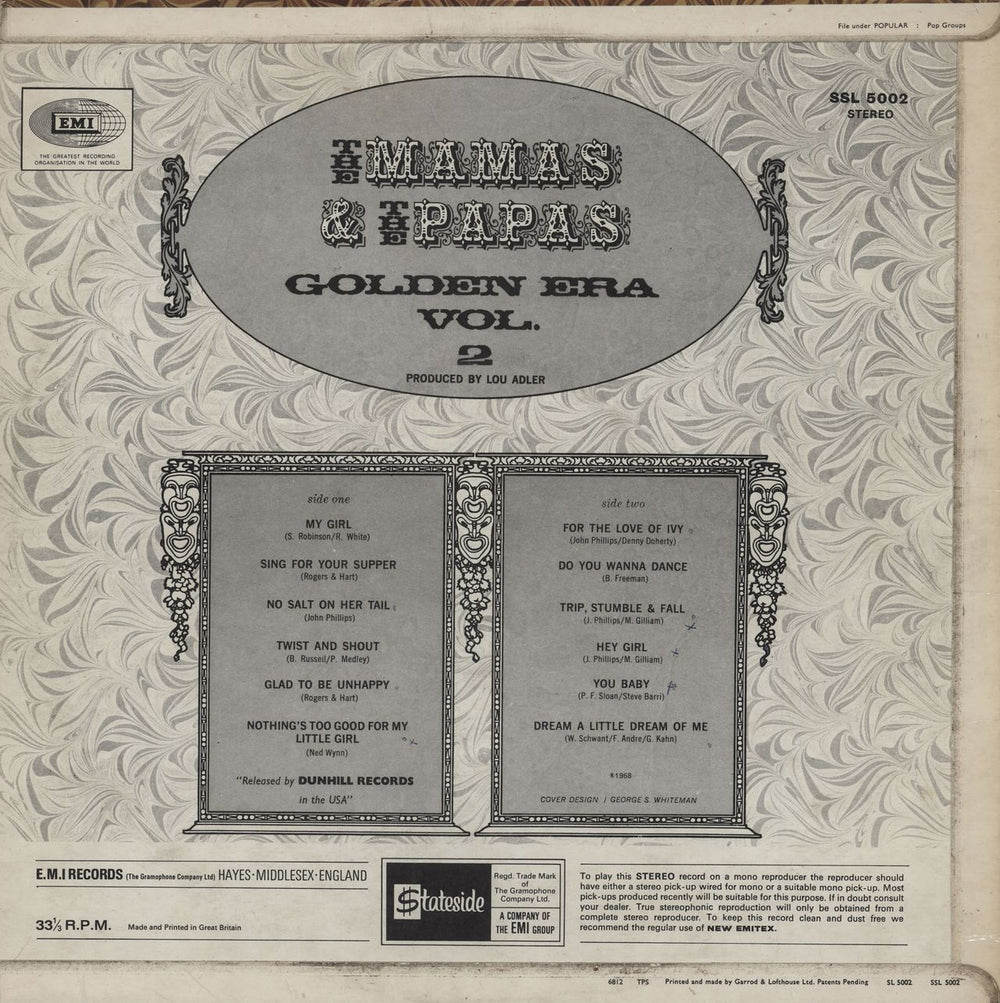 File under POPULAR : Pop Groups
EMI
THE GREATEST RECORDING
ORGANISATION IN THE WORLD
SSL 5002
STEREO
THE MAMAS
& THE PAPAS
GOLDEN ERA
VOL.
2
PRODUCED BY LOU ADLER
side one
MY GIRL
(S. Robinson/R. White)
SING FOR YOUR SUPPER
(Rogers & Hart)
NO SALT ON HER TAIL
(John Phillips)
TWIST AND SHOUT
(B. Russell/P. Medley)
GLAD TO BE UNHAPPY
(Rogers & Hart)
NOTHING'S TOO GOOD FOR MY
LITTLE GIRL
(Ned Wynn)
"Released by DUNHILL RECORDS
in the USA"
side two
FOR THE LOVE OF IVY
(John Phillips/Denny Doherty)
DO YOU WANNA DANCE
(B. Freeman)
TRIP, STUMBLE & FALL
(J. Phillips/M. Gilliam)
HEY GIRL
(J. Phillips/M. Gilliam)
YOU BABY
(P. F. Sloan/Steve Barri)
DREAM A LITTLE DREAM OF ME
(W. Schwant/F. Andre/G. Kahn)
℗1968
COVER DESIGN / GEORGE S. WHITEMAN
E.M.I RECORDS (The Gramophone Company Ltd) HAYES·MIDDLESEX·ENGLAND
33⅓ R.P.M. Made and Printed in Great Britain
Stateside
Regd. Trade Mark
of
The Gramophone
Company Ltd.
A COMPANY OF
THE EMI GROUP
To play this STEREO record on a mono reproducer the reproducer should
have either a stereo pick-up wired for mono or a suitable mono pick-up. Most
pick-ups produced recently will be suitable for this purpose. If in doubt consult
your dealer. True stereophonic reproduction will only be obtained from a
complete stereo reproducer. To keep this record clean and dust free we
recommend the regular use of NEW EMITEX.
6812 TPS Printed and made by Garrod & Lofthouse Ltd. Patents Pending SL 5002 SSL 5002